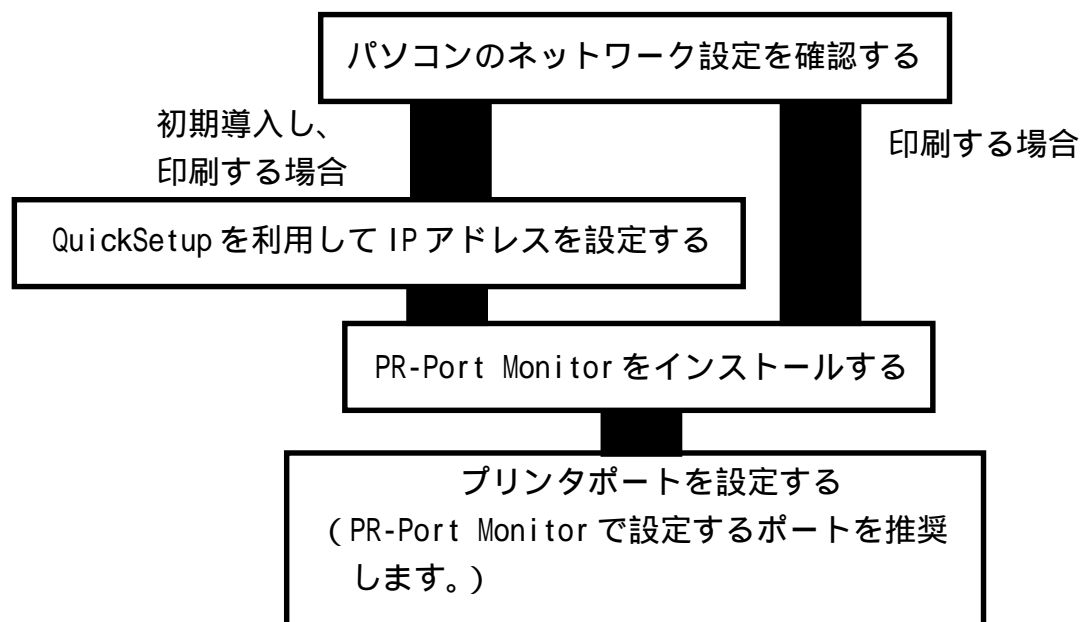 パソコンのネットワーク設定を確認する
初期導入し、
印刷する場合
印刷する場合
QuickSetupを利用してIPアドレスを設定する
PR-Port Monitorをインストールする
プリンタポートを設定する
(PR-Port Monitorで設定するポートを推奨
します。)